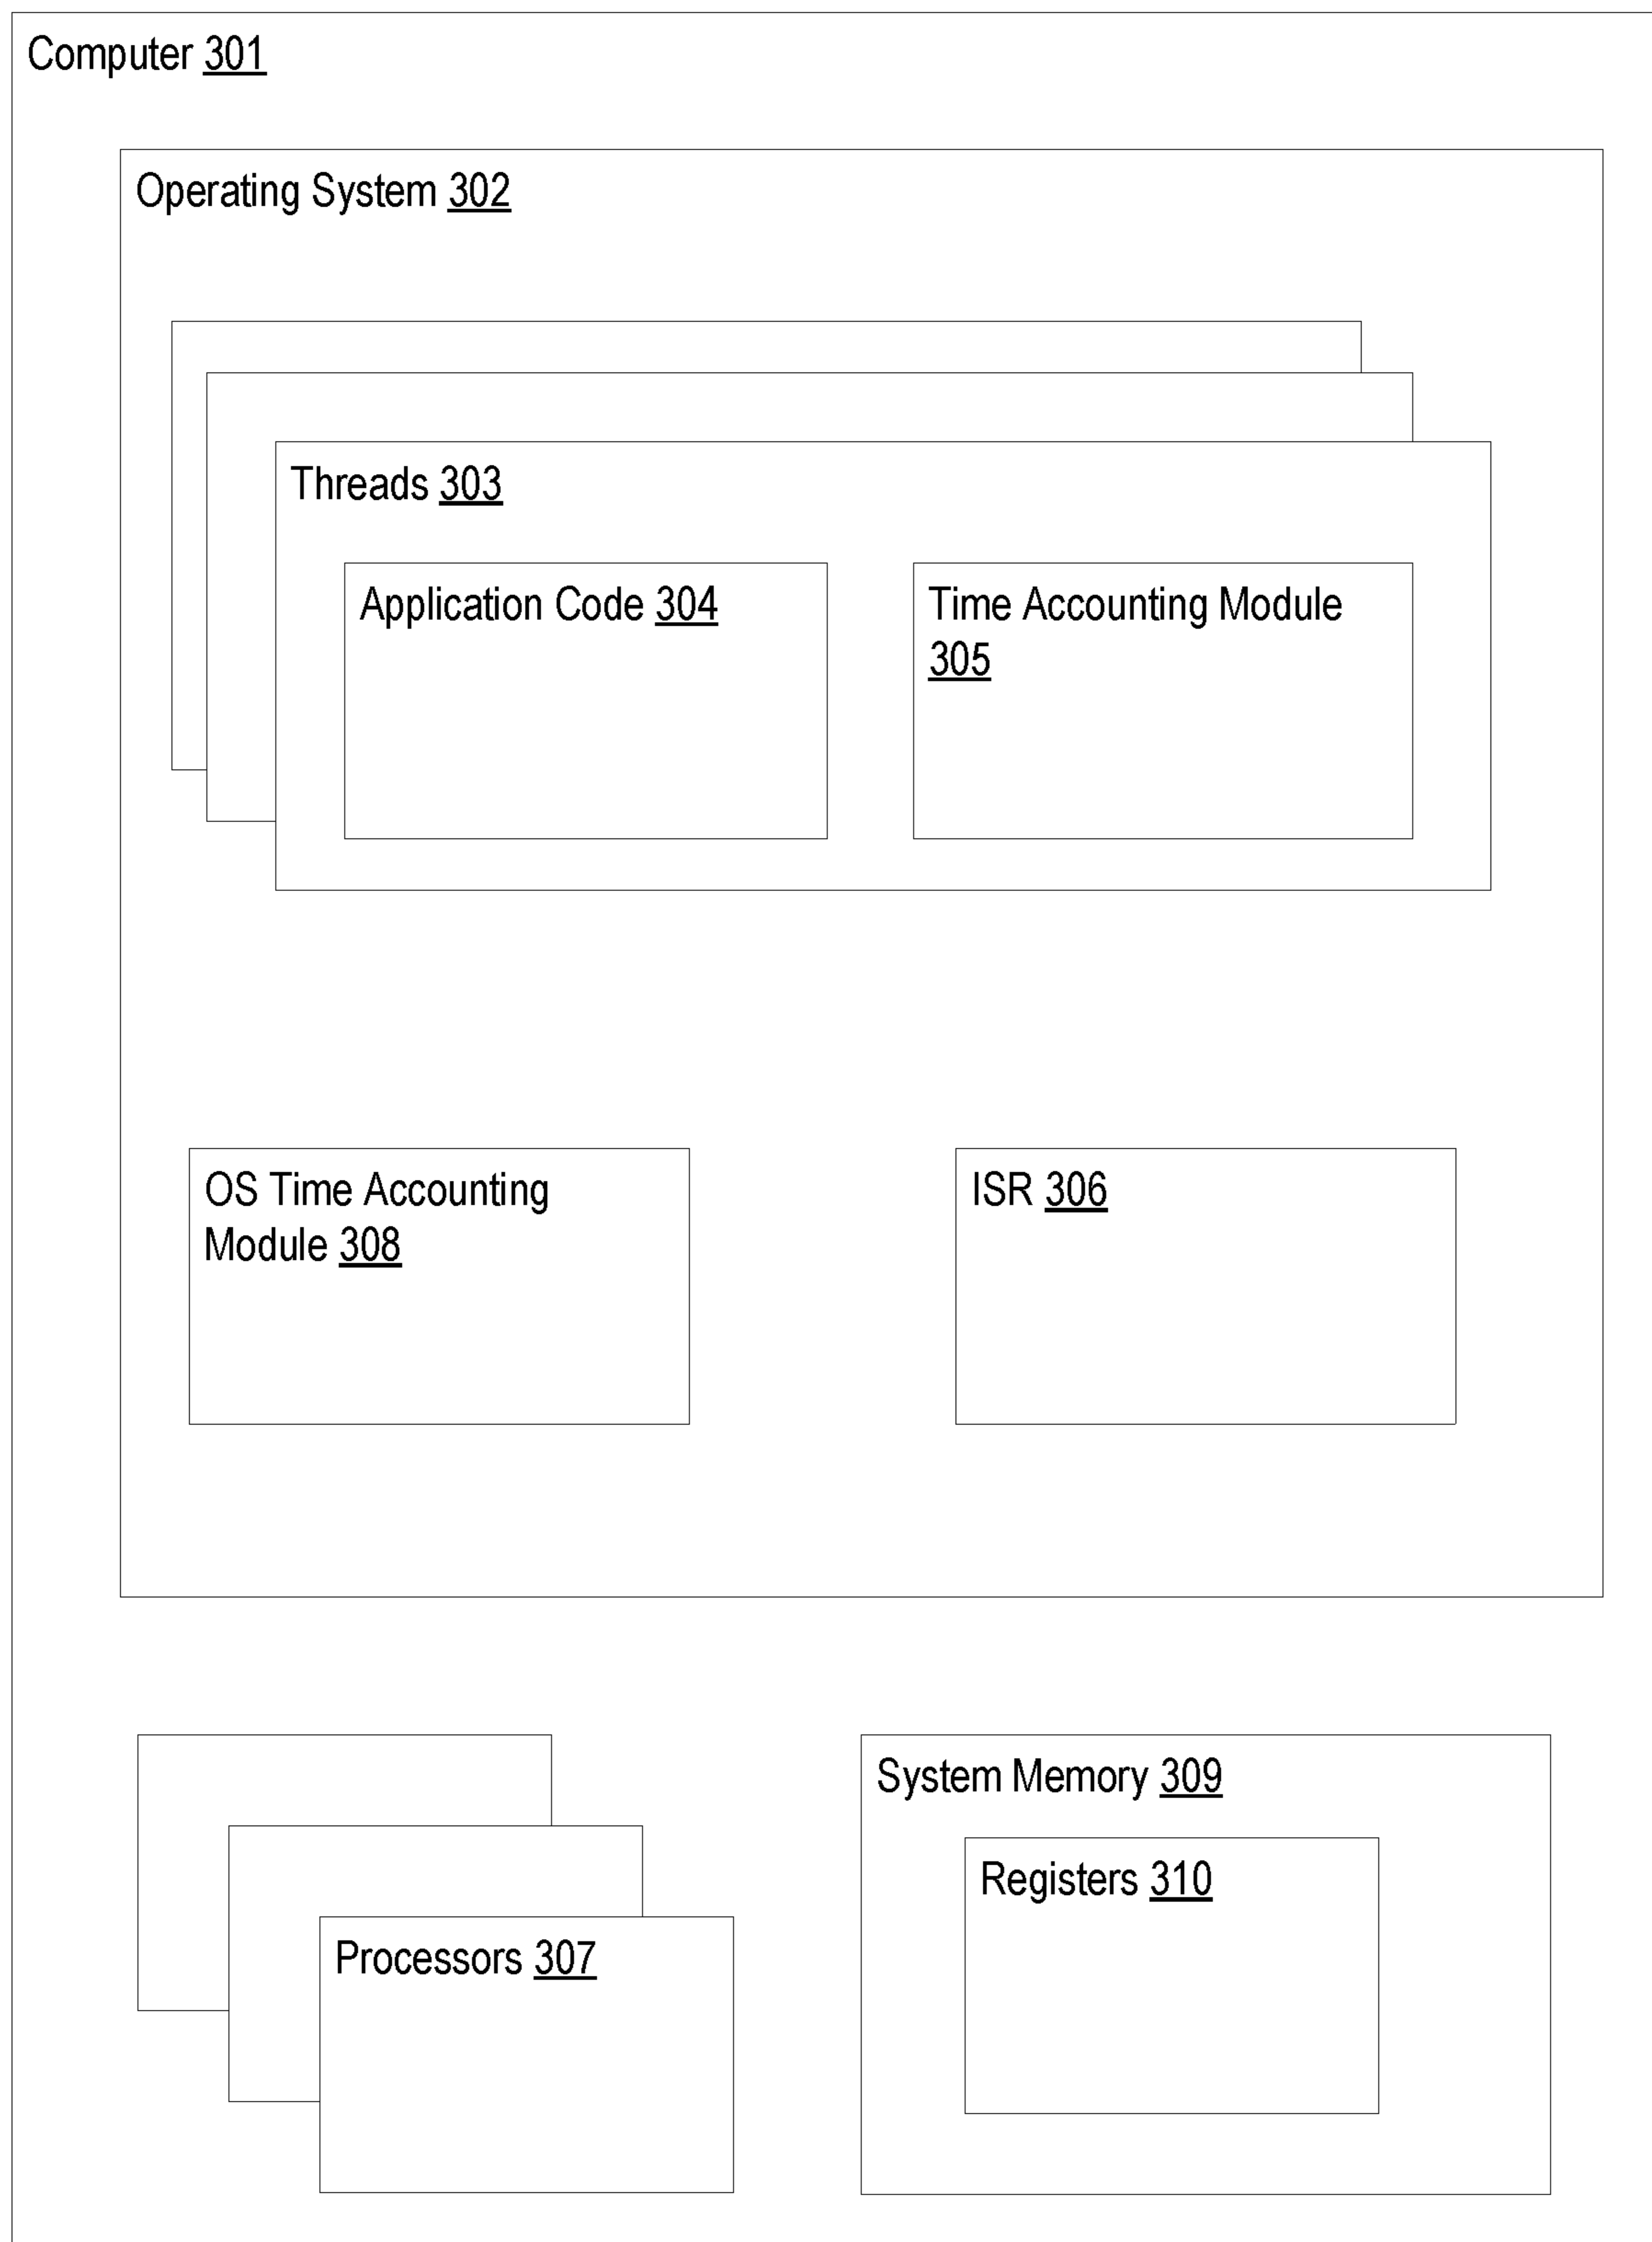 Computer 301
Operating System 302
Threads 303
Application Code 304
Time Accounting Module
305
OS Time Accounting
Module 308
ISR 306
Processors 307
System Memory 309
Registers 310